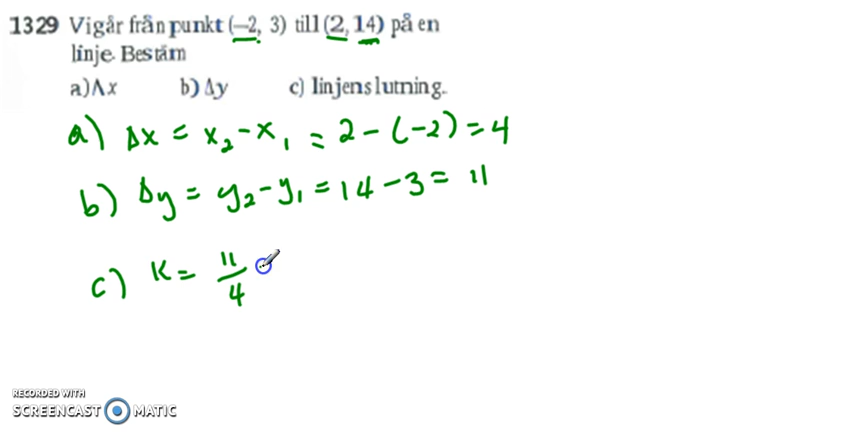 1329 Vi går från punkt (–2, 3) till (2, 14) på en
linje. Bestäm
a) Δx b) Δy c) linjens lutning.
a) Δx = x₂ - x₁ = 2 - (-2) = 4
b) Δy = y₂ - y₁ = 14 - 3 = 11
c) K = 11/4
RECORDED WITH
SCREENCAST MATIC